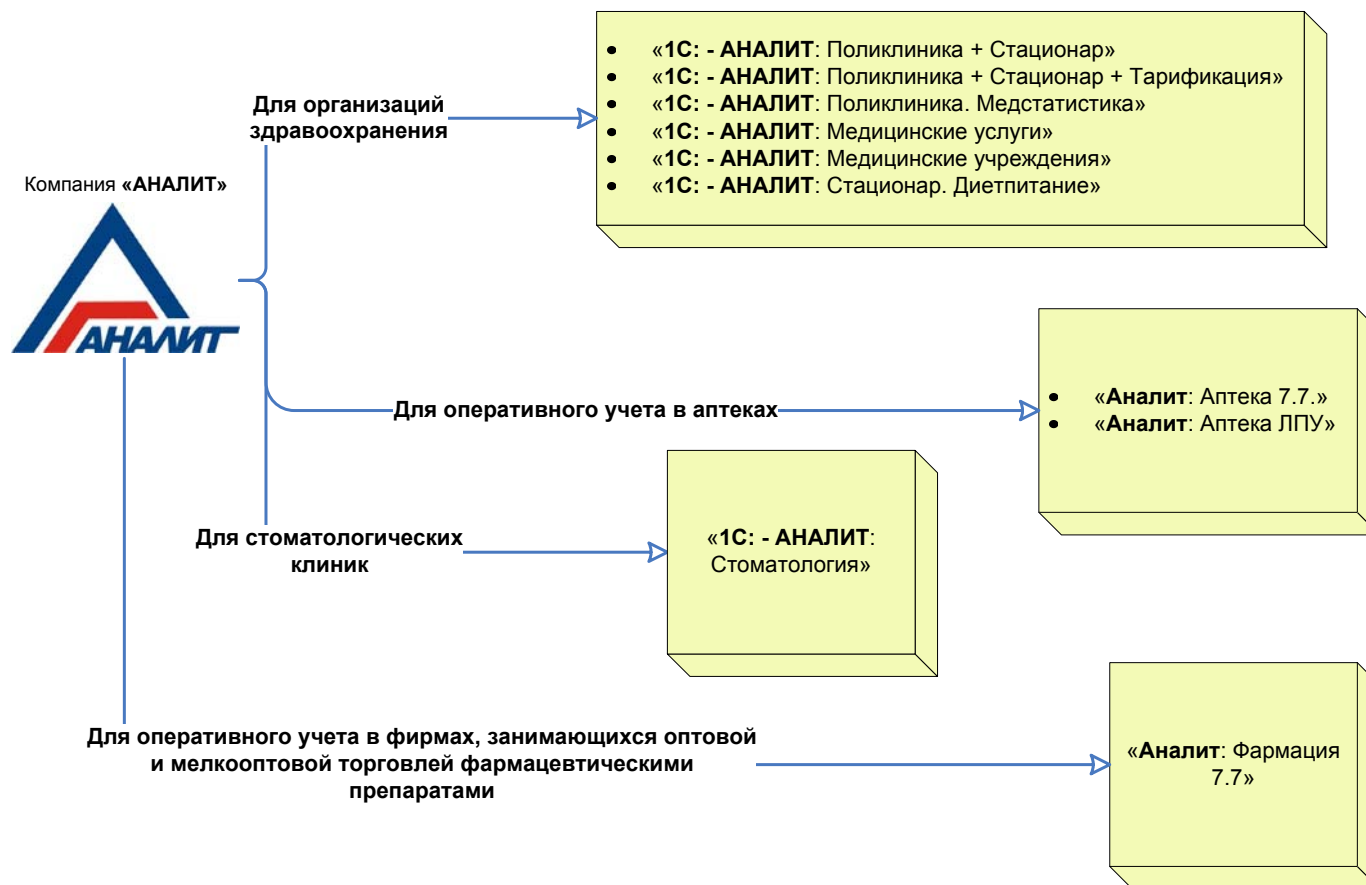 «1С: - АНАЛИТ: Поликлиника + Стационар»
«1С: - АНАЛИТ: Поликлиника + Стационар + Тарификация»
«1С: - АНАЛИТ: Поликлиника. Медстатистика»
«1С: - АНАЛИТ: Медицинские услуги»
«1С: - АНАЛИТ: Медицинские учреждения»
«1С: - АНАЛИТ: Стационар. Диетпитание»
Для организаций
здравоохранения
Компания «АНАЛИТ»
АНАЛИТ
Для оперативного учета в аптеках
«Аналит: Аптека 7.7.»
«Аналит: Аптека ЛПУ»
Для стоматологических
клиник
«1С: - АНАЛИТ:
Стоматология»
Для оперативного учета в фирмах, занимающихся оптовой
и мелкооптовой торговлей фармацевтическими
препаратами
«Аналит: Фармация
7.7»